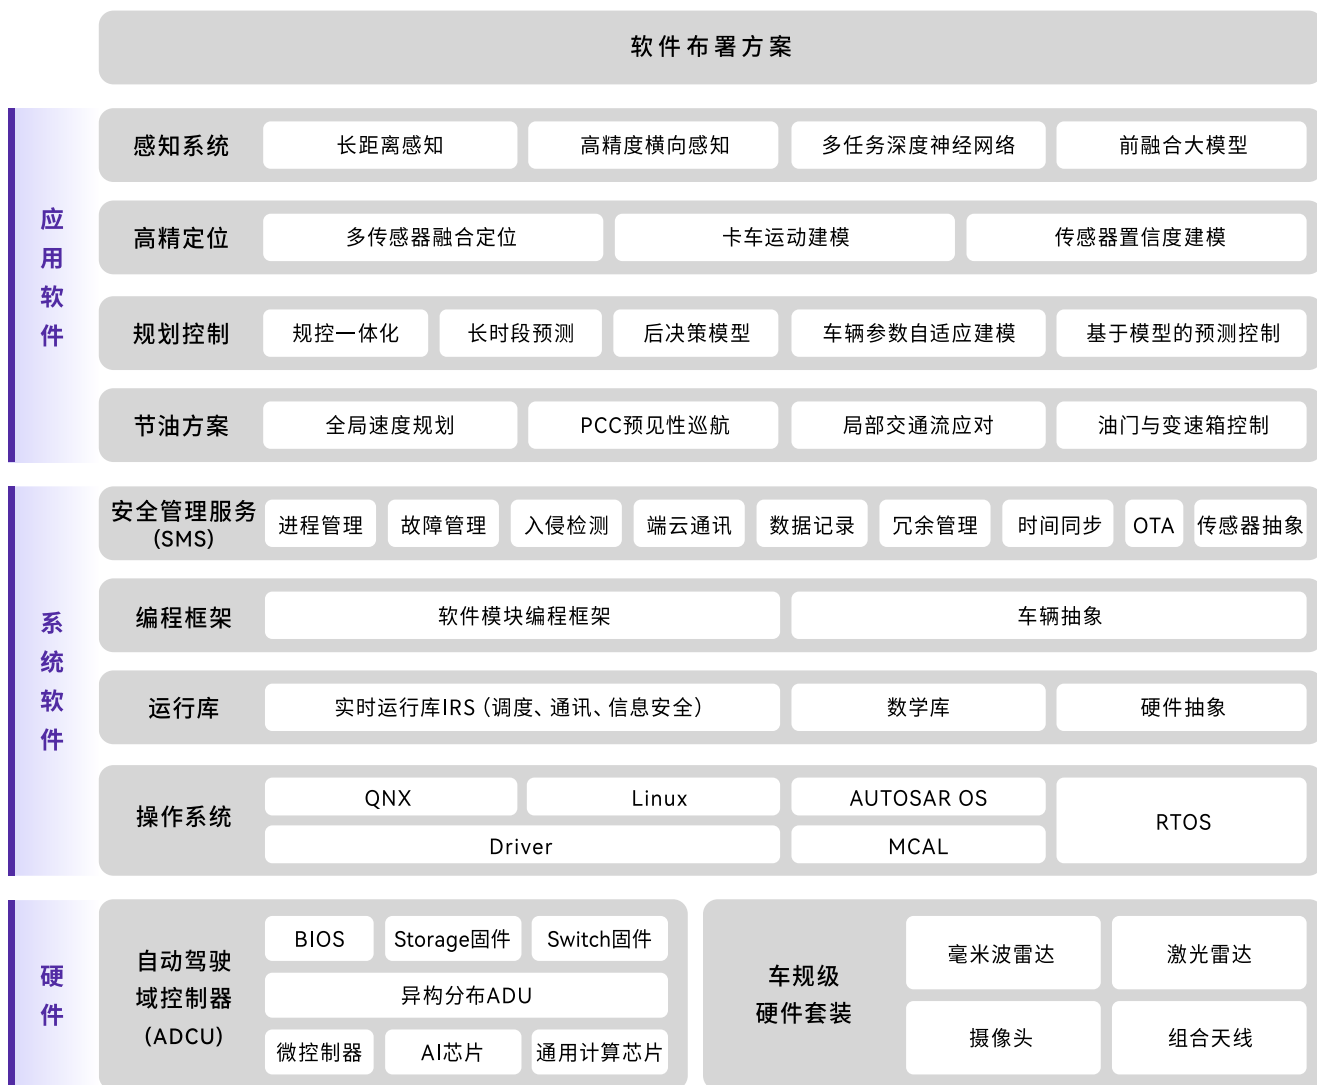 软件布署方案
应用软件
感知系统
长距离感知
高精度横向感知
多任务深度神经网络
前融合大模型
高精定位
多传感器融合定位
卡车运动建模
传感器置信度建模
规划控制
规控一体化
长时段预测
后决策模型
车辆参数自适应建模
基于模型的预测控制
节油方案
全局速度规划
PCC预见性巡航
局部交通流应对
油门与变速箱控制
系统软件
安全管理服务
(SMS)
进程管理
故障管理
入侵检测
端云通讯
数据记录
冗余管理
时间同步
OTA
传感器抽象
编程框架
软件模块编程框架
车辆抽象
运行库
实时运行库IRS（调度、通讯、信息安全）
数学库
硬件抽象
操作系统
QNX
Linux
AUTOSAR OS
RTOS
Driver
MCAL
硬件
自动驾驶
域控制器
(ADCU)
BIOS
Storage固件
Switch固件
异构分布ADU
微控制器
AI芯片
通用计算芯片
车规级
硬件套装
毫米波雷达
激光雷达
摄像头
组合天线